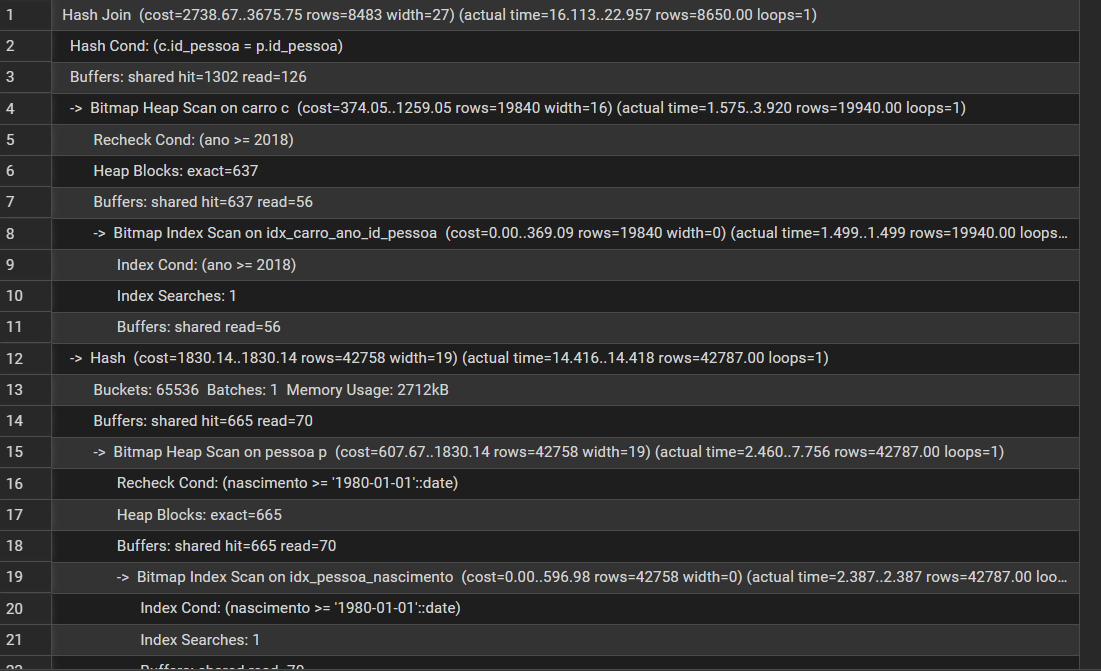 1 Hash Join (cost=2738.67..3675.75 rows=8483 width=27) (actual time=16.113..22.957 rows=8650.00 loops=1)
2 Hash Cond: (c.id_pessoa = p.id_pessoa)
3 Buffers: shared hit=1302 read=126
4 -> Bitmap Heap Scan on carro c (cost=374.05..1259.05 rows=19840 width=16) (actual time=1.575..3.920 rows=19940.00 loops=1)
5 Recheck Cond: (ano >= 2018)
6 Heap Blocks: exact=637
7 Buffers: shared hit=637 read=56
8 -> Bitmap Index Scan on idx_carro_ano_id_pessoa (cost=0.00..369.09 rows=19840 width=0) (actual time=1.499..1.499 rows=19940.00 loops...
9 Index Cond: (ano >= 2018)
10 Index Searches: 1
11 Buffers: shared read=56
12 -> Hash (cost=1830.14..1830.14 rows=42758 width=19) (actual time=14.416..14.418 rows=42787.00 loops=1)
13 Buckets: 65536 Batches: 1 Memory Usage: 2712kB
14 Buffers: shared hit=665 read=70
15 -> Bitmap Heap Scan on pessoa p (cost=607.67..1830.14 rows=42758 width=19) (actual time=2.460..7.756 rows=42787.00 loops=1)
16 Recheck Cond: (nascimento >= '1980-01-01'::date)
17 Heap Blocks: exact=665
18 Buffers: shared hit=665 read=70
19 -> Bitmap Index Scan on idx_pessoa_nascimento (cost=0.00..596.98 rows=42758 width=0) (actual time=2.387..2.387 rows=42787.00 loo...
20 Index Cond: (nascimento >= '1980-01-01'::date)
21 Index Searches: 1
22 Buffers: shared read=70